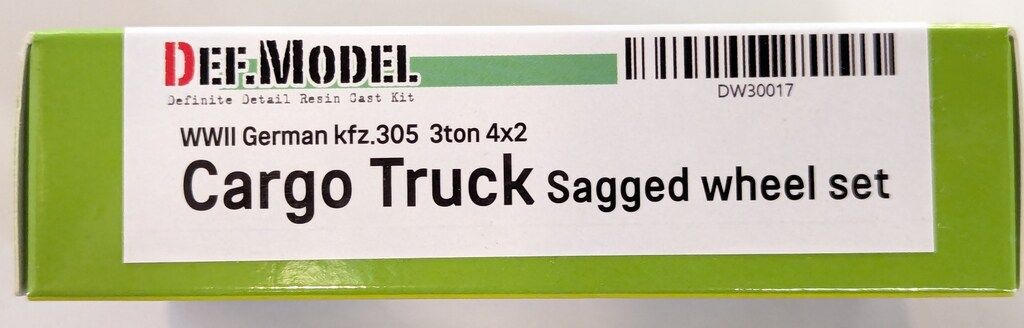 DEF.MODEL
Definite Detail Resin Cast Kit
DW30017
WWII German kfz.305 3ton 4x2
Cargo Truck Sagged wheel set